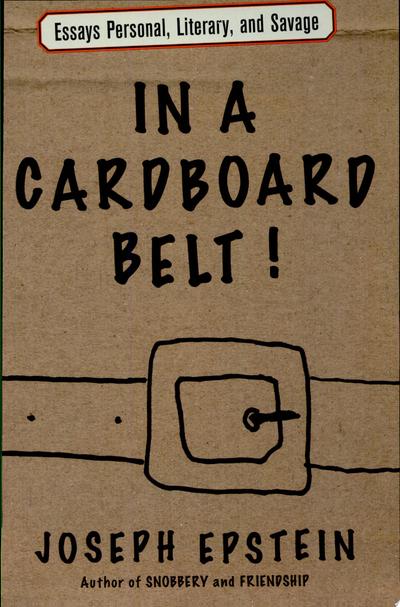 Essays Personal, Literary, and Savage
IN A
CARDBOARD
BELT!
JOSEPH EPSTEIN
Author of SNOBBERY and FRIENDSHIP